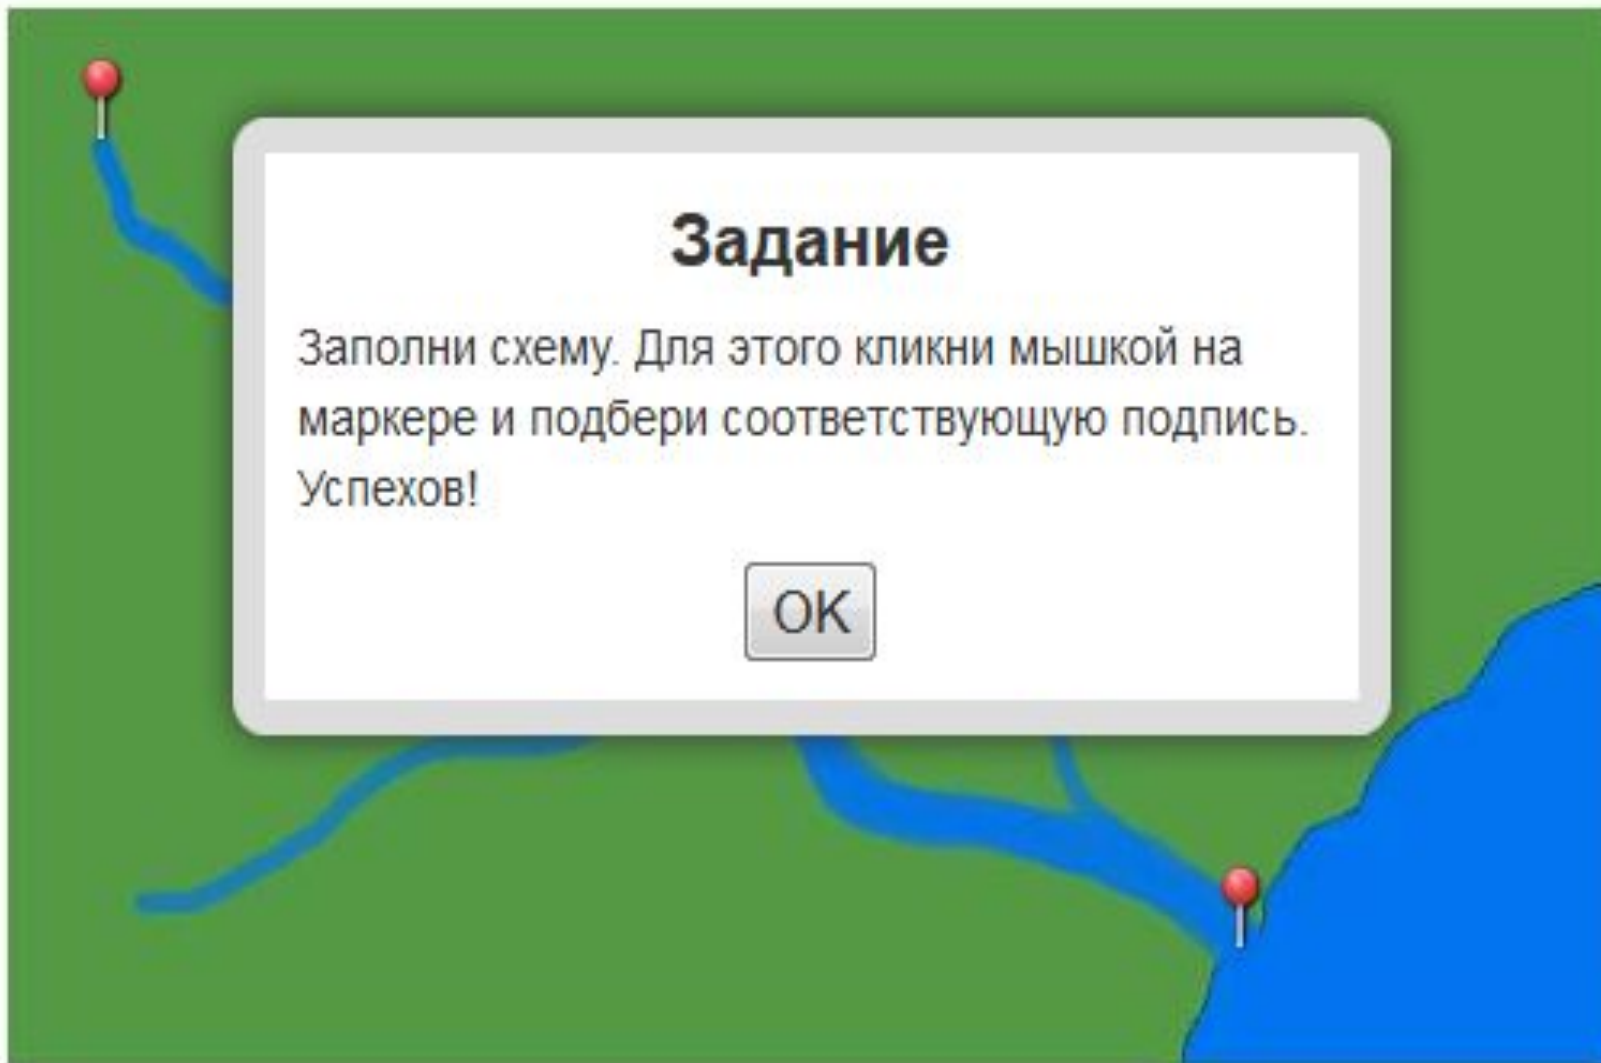 Задание
Заполни схему. Для этого кликни мышкой на
маркере и подбери соответствующую подпись.
Успехов!
OK